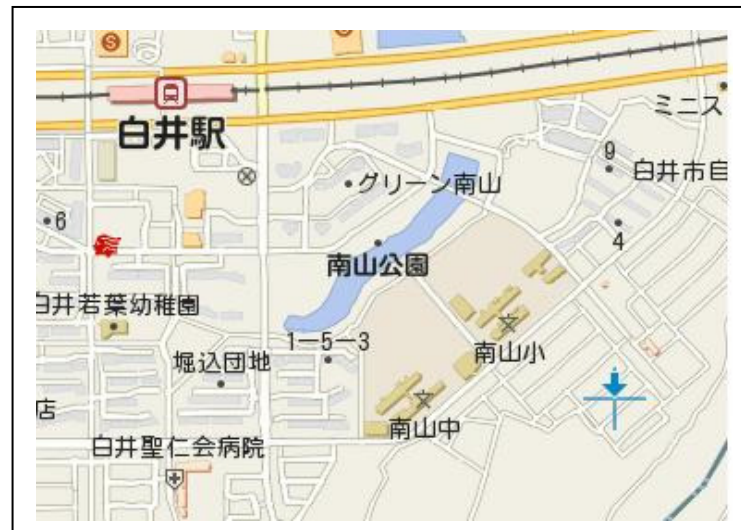 白井駅
ミニス
グリーン南山
9
白井市自
6
4
南山公園
白井若葉幼稚園
1-5-3
堀込団地
南山小
店
南山中
白井聖仁会病院